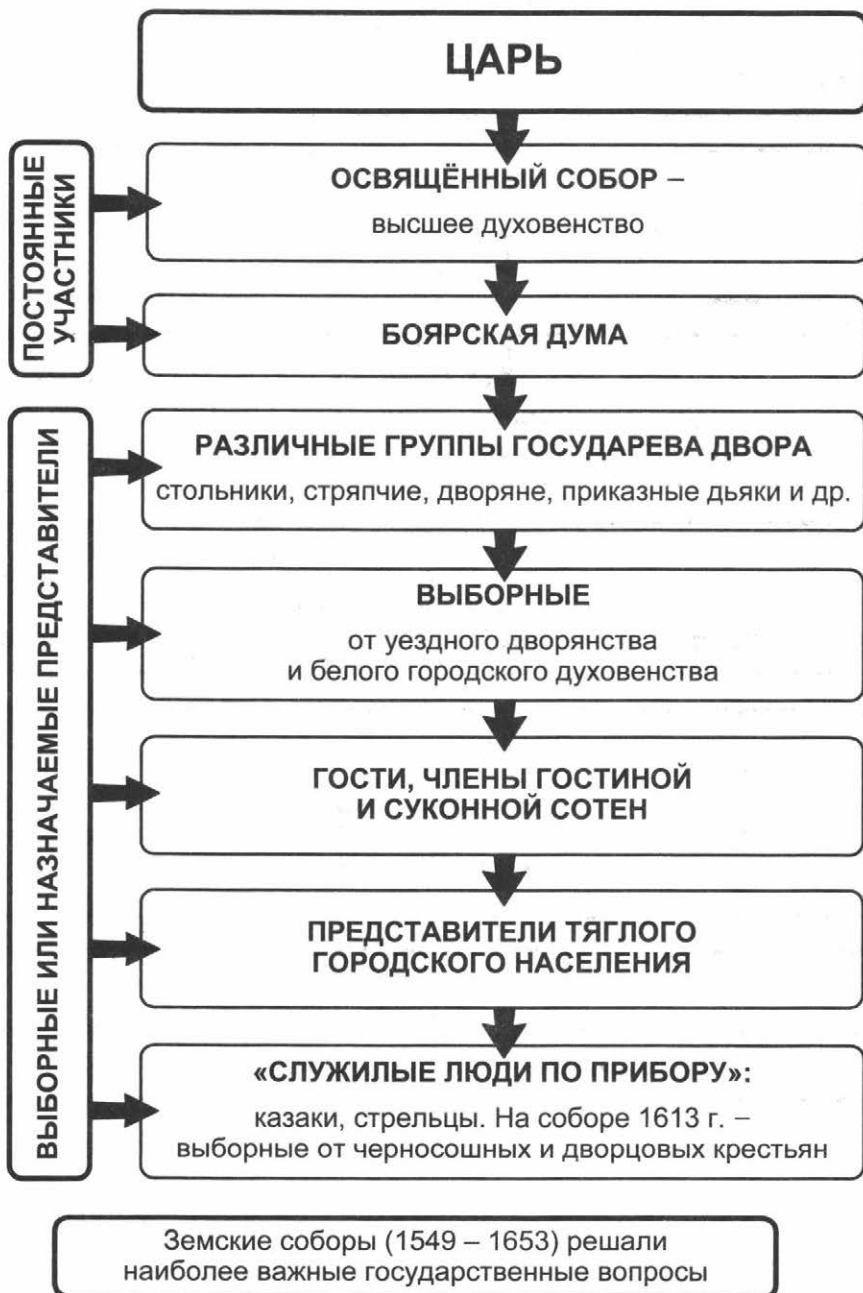 ЦАРЬ
ПОСТОЯННЫЕ
УЧАСТНИКИ
ОСВЯЩЁННЫЙ СОБОР –
высшее духовенство
БОЯРСКАЯ ДУМА
ВЫБОРНЫЕ ИЛИ НАЗНАЧАЕМЫЕ ПРЕДСТАВИТЕЛИ
РАЗЛИЧНЫЕ ГРУППЫ ГОСУДАРЕВА ДВОРА
стольники, стряпчие, дворяне, приказные дьяки и др.
ВЫБОРНЫЕ
от уездного дворянства
и белого городского духовенства
ГОСТИ, ЧЛЕНЫ ГОСТИНОЙ
И СУКОННОЙ СОТЕН
ПРЕДСТАВИТЕЛИ ТЯГЛОГО
ГОРОДСКОГО НАСЕЛЕНИЯ
«СЛУЖИЛЫЕ ЛЮДИ ПО ПРИБОРУ»:
казаки, стрельцы. На соборе 1613 г. –
выборные от черносошных и дворцовых крестьян
Земские соборы (1549 – 1653) решали
наиболее важные государственные вопросы